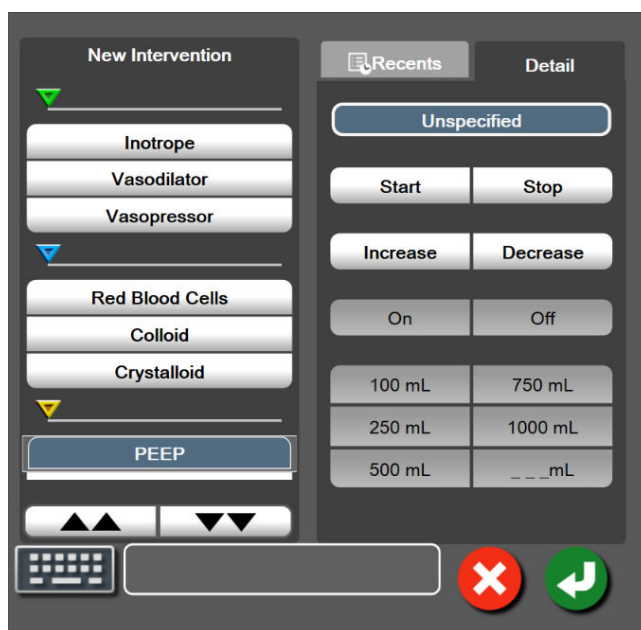 New Intervention
Inotrope
Vasodilator
Vasopressor
Red Blood Cells
Colloid
Crystalloid
PEEP
Recents
Detail
Unspecified
Start
Stop
Increase
Decrease
On
Off
100 mL
750 mL
250 mL
1000 mL
500 mL
_ _ _mL